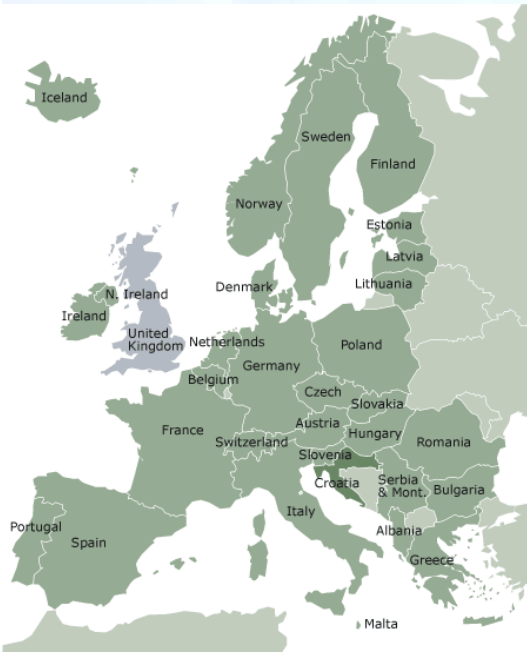 Iceland
Sweden
Finland
Norway
Estonia
Latvia
Denmark
Lithuania
N. Ireland
Ireland
United
Kingdom
Netherlands
Poland
Germany
Belgium
Czech
Slovakia
Austria
France
Hungary
Switzerland
Romania
Slovenia
Croatia
Serbia
& Mont.
Bulgaria
Italy
Portugal
Albania
Spain
Greece
Malta